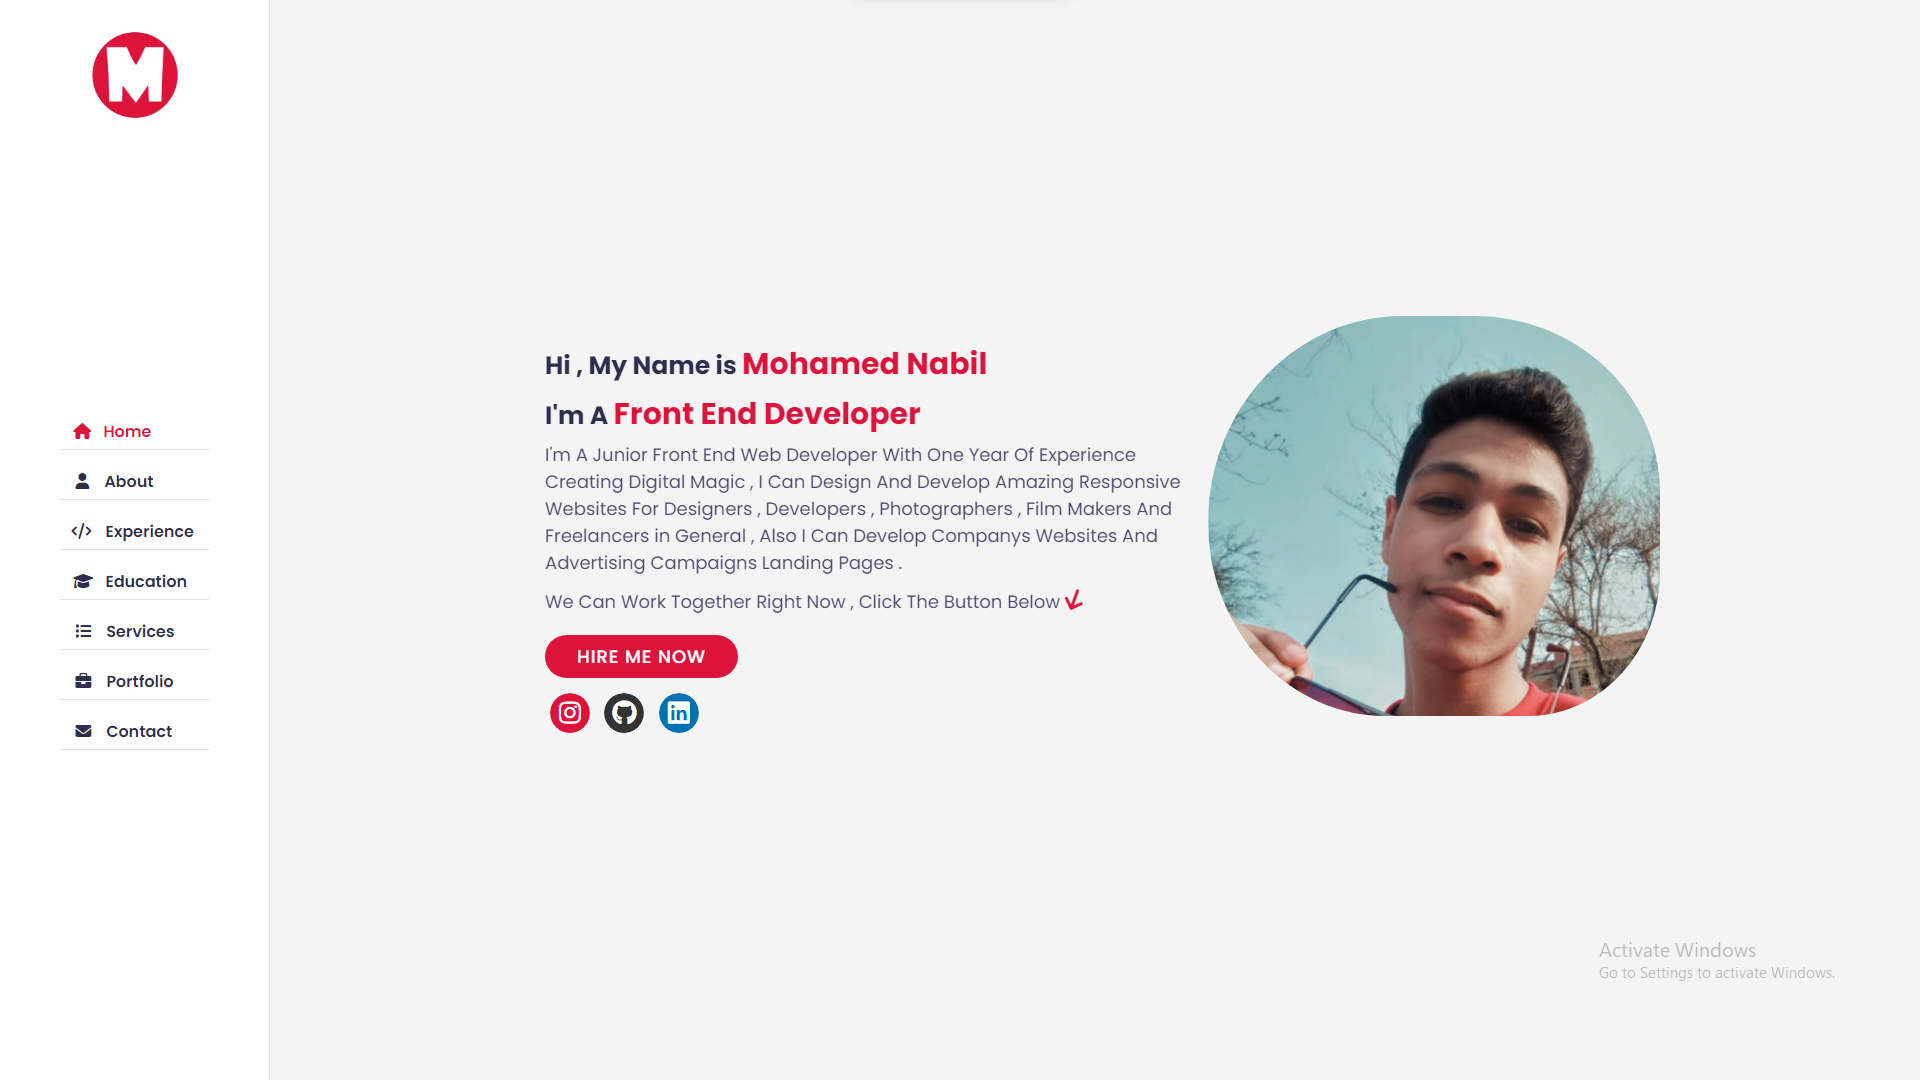 M
Home
About
Experience
Education
Services
Portfolio
Contact
Hi , My Name is Mohamed Nabil
I'm A Front End Developer
I'm A Junior Front End Web Developer With One Year Of Experience
Creating Digital Magic , I Can Design And Develop Amazing Responsive
Websites For Designers , Developers , Photographers , Film Makers And
Freelancers in General , Also I Can Develop Companys Websites And
Advertising Campaigns Landing Pages .
We Can Work Together Right Now , Click The Button Below
HIRE ME NOW
in
Activate Windows
Go to Settings to activate Windows.